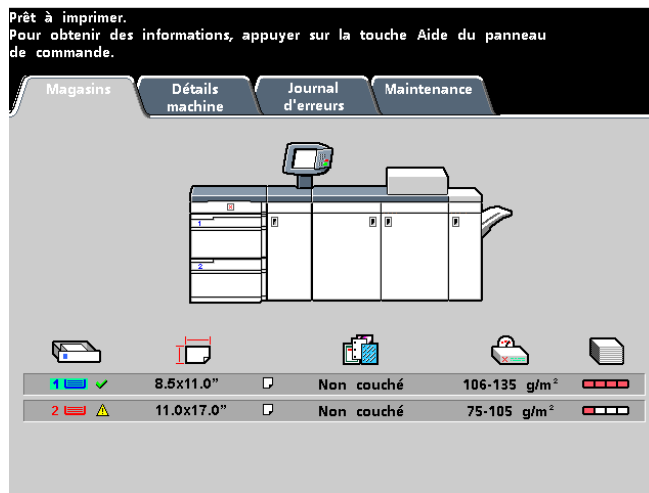 Prêt à imprimer.
Pour obtenir des informations, appuyer sur la touche Aide du panneau
de commande.
Magasins
Détails
machine
Journal
d'erreurs
Maintenance
1
2
1 8.5x11.0” Non couché 106-135 g/m²
2 11.0x17.0” Non couché 75-105 g/m²